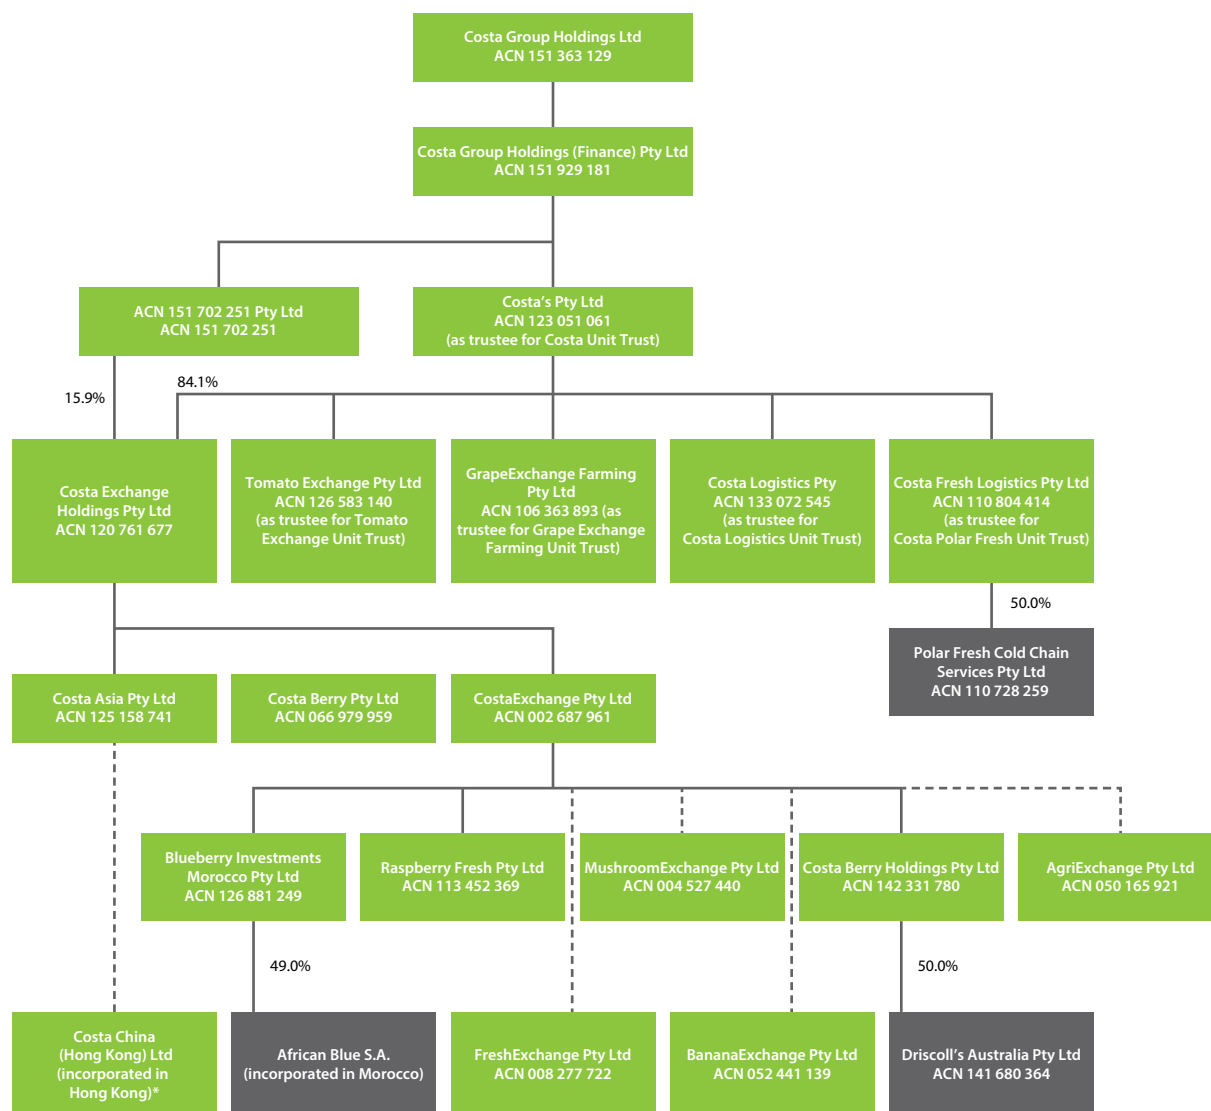 Costa Group Holdings Ltd
ACN 151 363 129
Costa Group Holdings (Finance) Pty Ltd
ACN 151 929 181
ACN 151 702 251 Pty Ltd
ACN 151 702 251
Costa’s Pty Ltd
ACN 123 051 061
(as trustee for Costa Unit Trust)
15.9%
84.1%
Costa Exchange
Holdings Pty Ltd
ACN 120 761 677
Tomato Exchange Pty Ltd
ACN 126 583 140
(as trustee for Tomato
Exchange Unit Trust)
GrapeExchange Farming
Pty Ltd
ACN 106 363 893 (as
trustee for Grape Exchange
Farming Unit Trust)
Costa Logistics Pty
ACN 133 072 545
(as trustee for
Costa Logistics Unit Trust)
Costa Fresh Logistics Pty Ltd
ACN 110 804 414
(as trustee for
Costa Polar Fresh Unit Trust)
50.0%
Polar Fresh Cold Chain
Services Pty Ltd
ACN 110 728 259
Costa Asia Pty Ltd
ACN 125 158 741
Costa Berry Pty Ltd
ACN 066 979 959
CostaExchange Pty Ltd
ACN 002 687 961
Blueberry Investments
Morocco Pty Ltd
ACN 126 881 249
Raspberry Fresh Pty Ltd
ACN 113 452 369
MushroomExchange Pty Ltd
ACN 004 527 440
Costa Berry Holdings Pty Ltd
ACN 142 331 780
AgriExchange Pty Ltd
ACN 050 165 921
49.0%
50.0%
Costa China
(Hong Kong) Ltd
(incorporated in
Hong Kong)*
African Blue S.A.
(incorporated in Morocco)
FreshExchange Pty Ltd
ACN 008 277 722
BananaExchange Pty Ltd
ACN 052 441 139
Driscoll’s Australia Pty Ltd
ACN 141 680 364